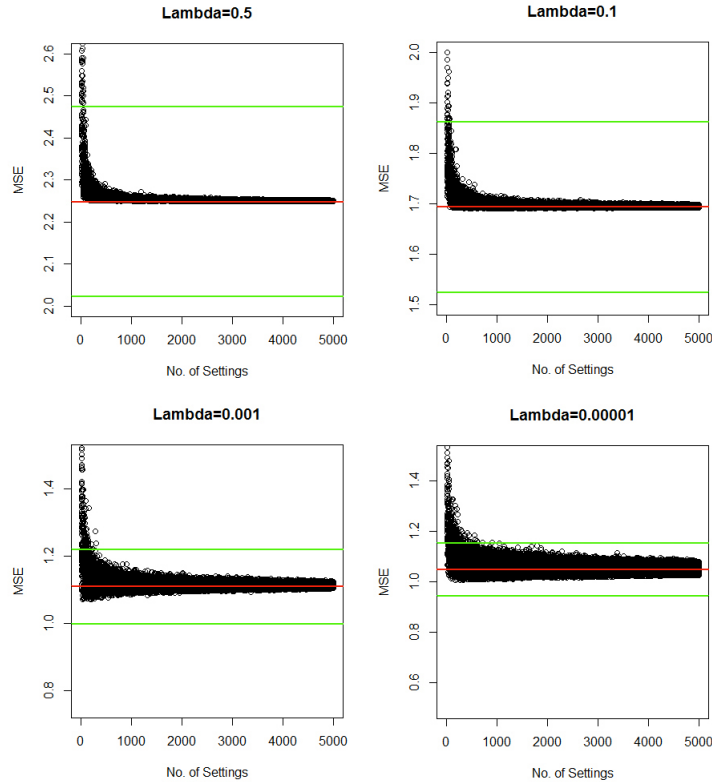 Lambda=0.5
MSE
2.6
2.5
2.4
2.3
2.2
2.1
2.0
0 1000 2000 3000 4000 5000
No. of Settings
Lambda=0.1
MSE
2.0
1.9
1.8
1.7
1.6
1.5
0 1000 2000 3000 4000 5000
No. of Settings
Lambda=0.001
MSE
1.4
1.2
1.0
0.8
0 1000 2000 3000 4000 5000
No. of Settings
Lambda=0.00001
MSE
1.4
1.2
1.0
0.8
0.6
0 1000 2000 3000 4000 5000
No. of Settings